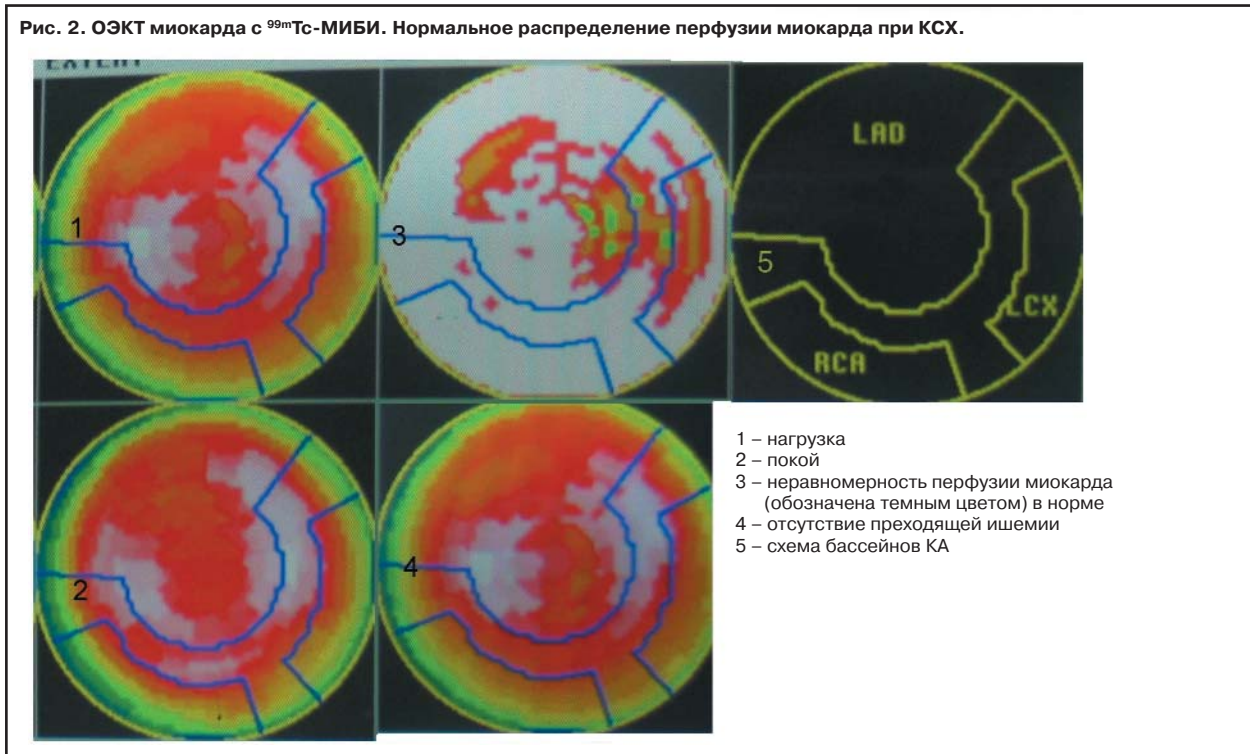 Рис. 2. ОЭКТ миокарда с ⁹⁹ᵐТс-МИБИ. Нормальное распределение перфузии миокарда при КСХ.
EXTENT
1
3
LAD
5
LCX
RCA
2
4
1 – нагрузка
2 – покой
3 – неравномерность перфузии миокарда
(обозначена темным цветом) в норме
4 – отсутствие преходящей ишемии
5 – схема бассейнов КА